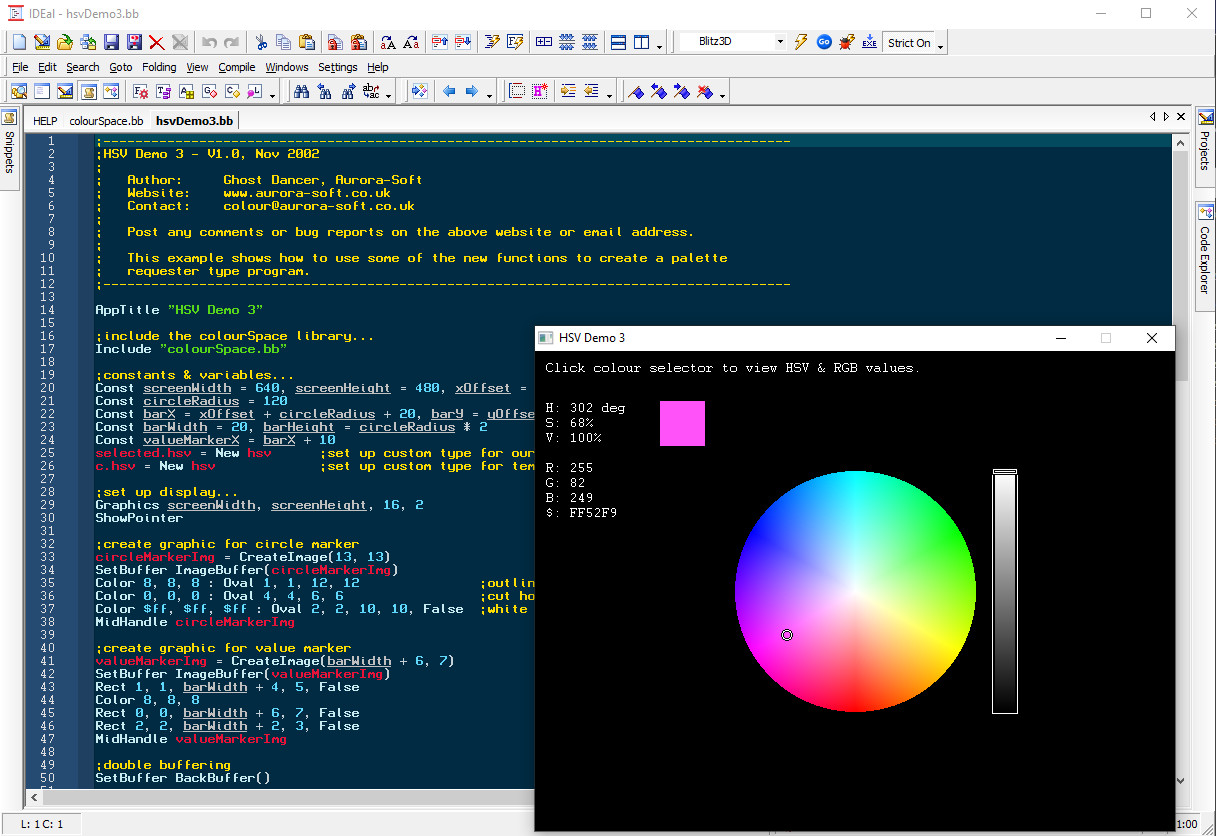 IDEal - hsvDemo3.bb
Blitz3D
Go
EXE
Strict On
File Edit Search Goto Folding View Compile Windows Settings Help
HELP colourSpace.bb hsvDemo3.bb
Snippets
Projects
Code Explorer
1 ;--------------------------------------------------------------------------------------
2 ;HSV Demo 3 - V1.0, Nov 2002
3 ;
4 ;   Author:     Ghost Dancer, Aurora-Soft
5 ;   Website:    www.aurora-soft.co.uk
6 ;   Contact:    colour@aurora-soft.co.uk
7 ;
8 ;   Post any comments or bug reports on the above website or email address.
9 ;
10 ;   This example shows how to use some of the new functions to create a palette
11 ;   requester type program.
12 ;--------------------------------------------------------------------------------------
13
14 AppTitle "HSV Demo 3"
15
16 ;include the colourSpace library...
17 Include "colourSpace.bb"
18
19 ;constants & variables...
20 Const screenWidth = 640, screenHeight = 480, xOffset =
21 Const circleRadius = 120
22 Const barX = xOffset + circleRadius + 20, barY = yOffse
23 Const barWidth = 20, barHeight = circleRadius * 2
24 Const valueMarkerX = barX + 10
25 selected.hsv = New hsv      ;set up custom type for our
26 c.hsv = New hsv             ;set up custom type for tem
27
28 ;set up display...
29 Graphics screenWidth, screenHeight, 16, 2
30 ShowPointer
31
32 ;create graphic for circle marker
33 circleMarkerImg = CreateImage(13, 13)
34 SetBuffer ImageBuffer(circleMarkerImg)
35 Color 8, 8, 8 : Oval 1, 1, 12, 12               ;outlin
36 Color 0, 0, 0 : Oval 4, 4, 6, 6                 ;cut ho
37 Color $ff, $ff, $ff : Oval 2, 2, 10, 10, False  ;white
38 MidHandle circleMarkerImg
39
40 ;create graphic for value marker
41 valueMarkerImg = CreateImage(barWidth + 6, 7)
42 SetBuffer ImageBuffer(valueMarkerImg)
43 Rect 1, 1, barWidth + 4, 5, False
44 Color 8, 8, 8
45 Rect 0, 0, barWidth + 6, 7, False
46 Rect 2, 2, barWidth + 2, 3, False
47 MidHandle valueMarkerImg
48
49 ;double buffering
50 SetBuffer BackBuffer()
HSV Demo 3
Click colour selector to view HSV & RGB values.
H: 302 deg
S: 68%
V: 100%
R: 255
G: 82
B: 249
$: FF52F9
L: 1 C: 1
1:00